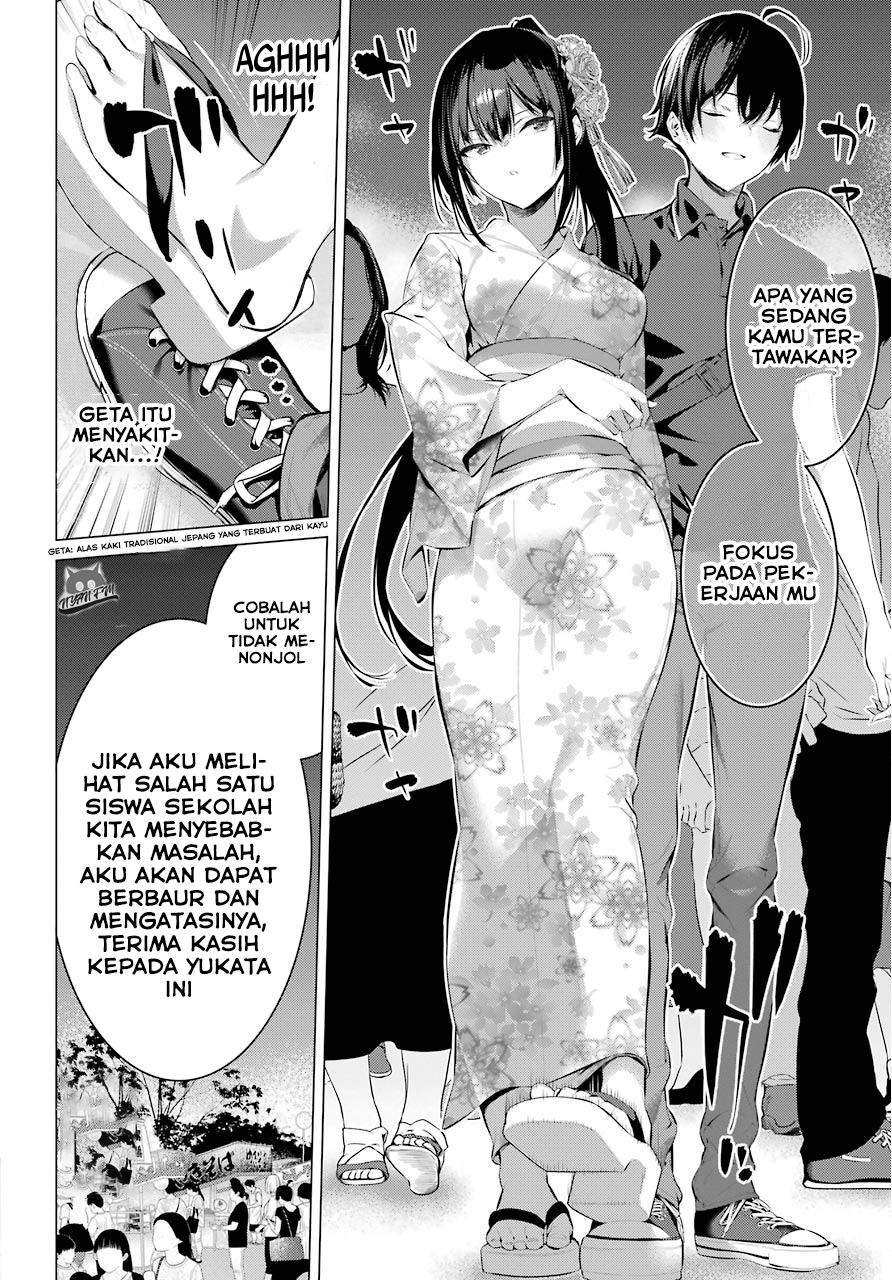 APA YANG
SEDANG
KAMU TER-
TAWAKAN?
FOKUS
PADA PEK-
ERJAAN MU
AGHHH
HHH!
GETA ITU
MENYAKIT-
KAN...!
GETA: ALAS KAKI TRADISIONAL JEPANG YANG TERBUAT DARI KAYU
NYAN FM
COBALAH
UNTUK
TIDAK ME-
NONJOL
JIKA AKU MELI-
HAT SALAH SATU
SISWA SEKOLAH
KITA MENYEBAB-
KAN MASALAH,
AKU AKAN DAPAT
BERBAUR DAN
MENGATASINYA,
TERIMA KASIH
KEPADA YUKATA
INI